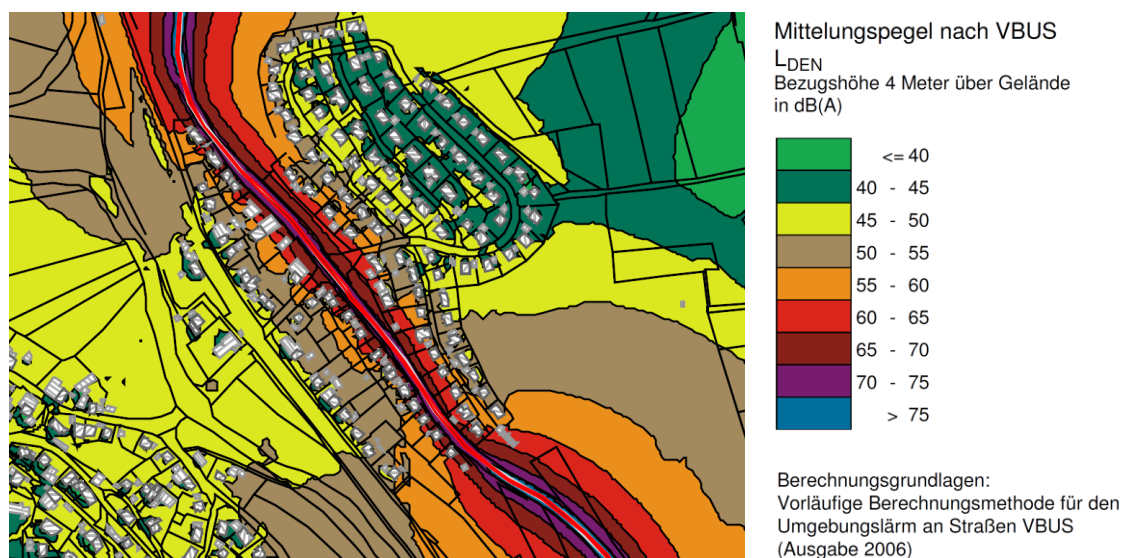 Mittelungspegel nach VBUS
LDEN
Bezugshöhe 4 Meter über Gelände
in dB(A)
<= 40
40 - 45
45 - 50
50 - 55
55 - 60
60 - 65
65 - 70
70 - 75
> 75
Berechnungsgrundlagen:
Vorläufige Berechnungsmethode für den
Umgebungslärm an Straßen VBUS
(Ausgabe 2006)